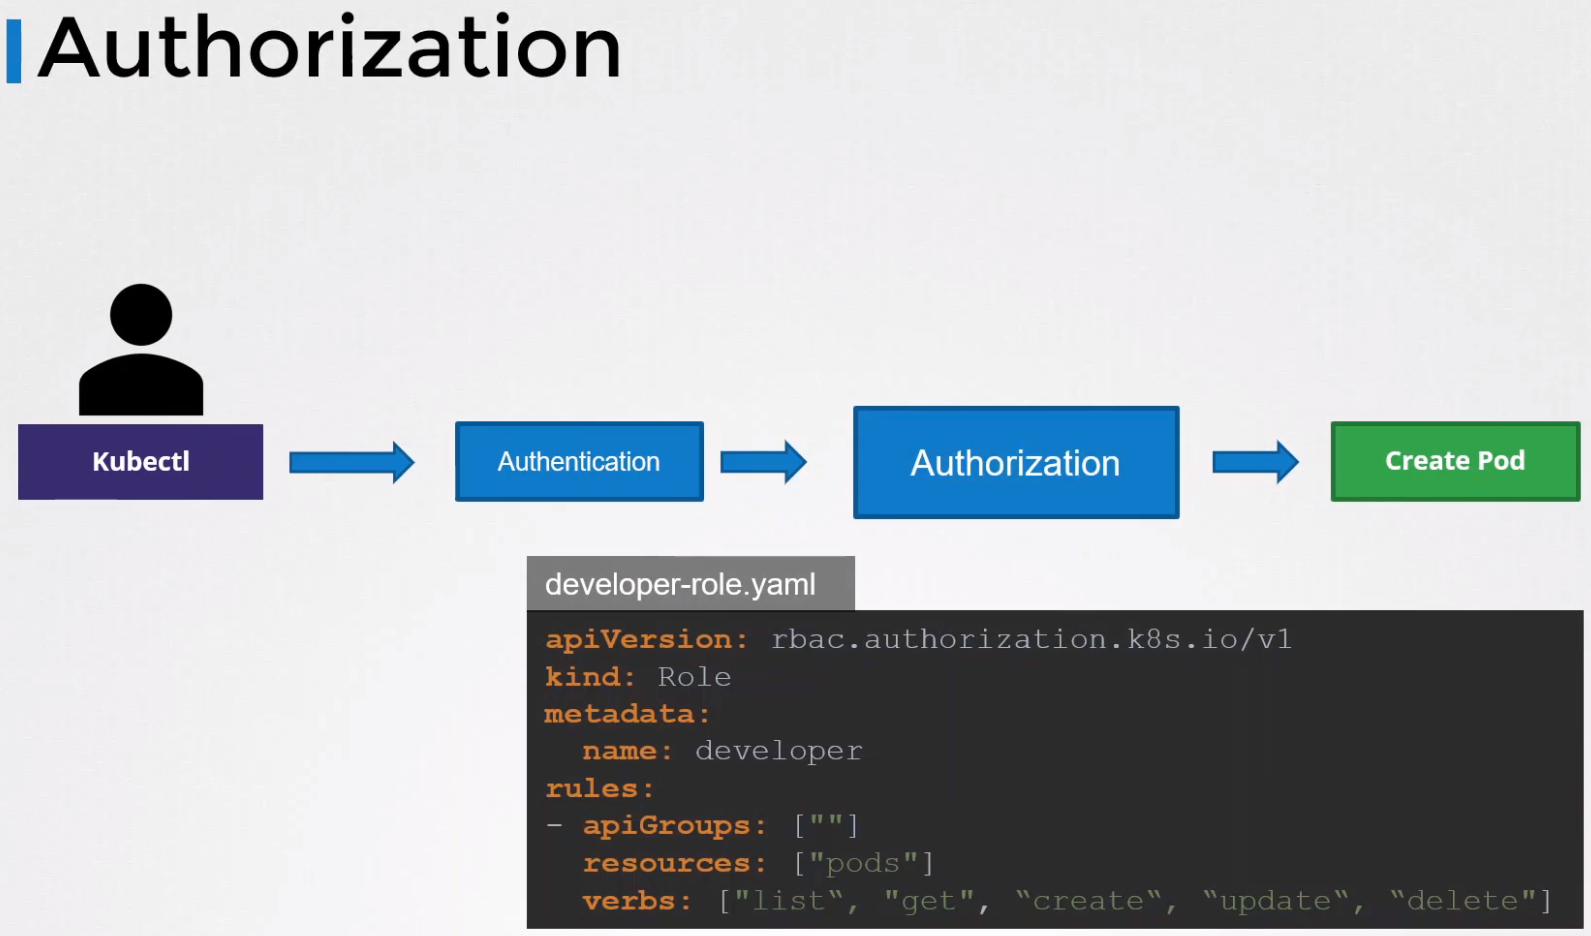 Authorization
Kubectl
Authentication
Authorization
Create Pod
developer-role.yaml
apiVersion: rbac.authorization.k8s.io/v1
kind: Role
metadata:
  name: developer
rules:
- apiGroups: [""]
  resources: ["pods"]
  verbs: ["list“, "get", “create“, “update“, “delete"]